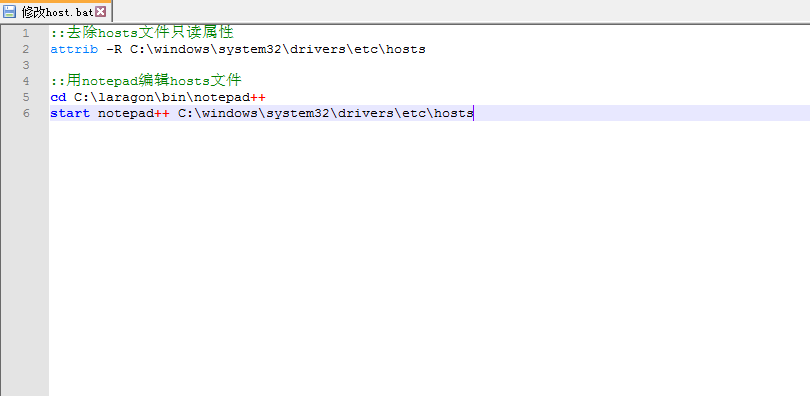 修改host.bat
1 ::去除hosts文件只读属性
2 attrib -R C:\windows\system32\drivers\etc\hosts
3
4 ::用notepad编辑hosts文件
5 cd C:\laragon\bin\notepad++
6 start notepad++ C:\windows\system32\drivers\etc\hosts